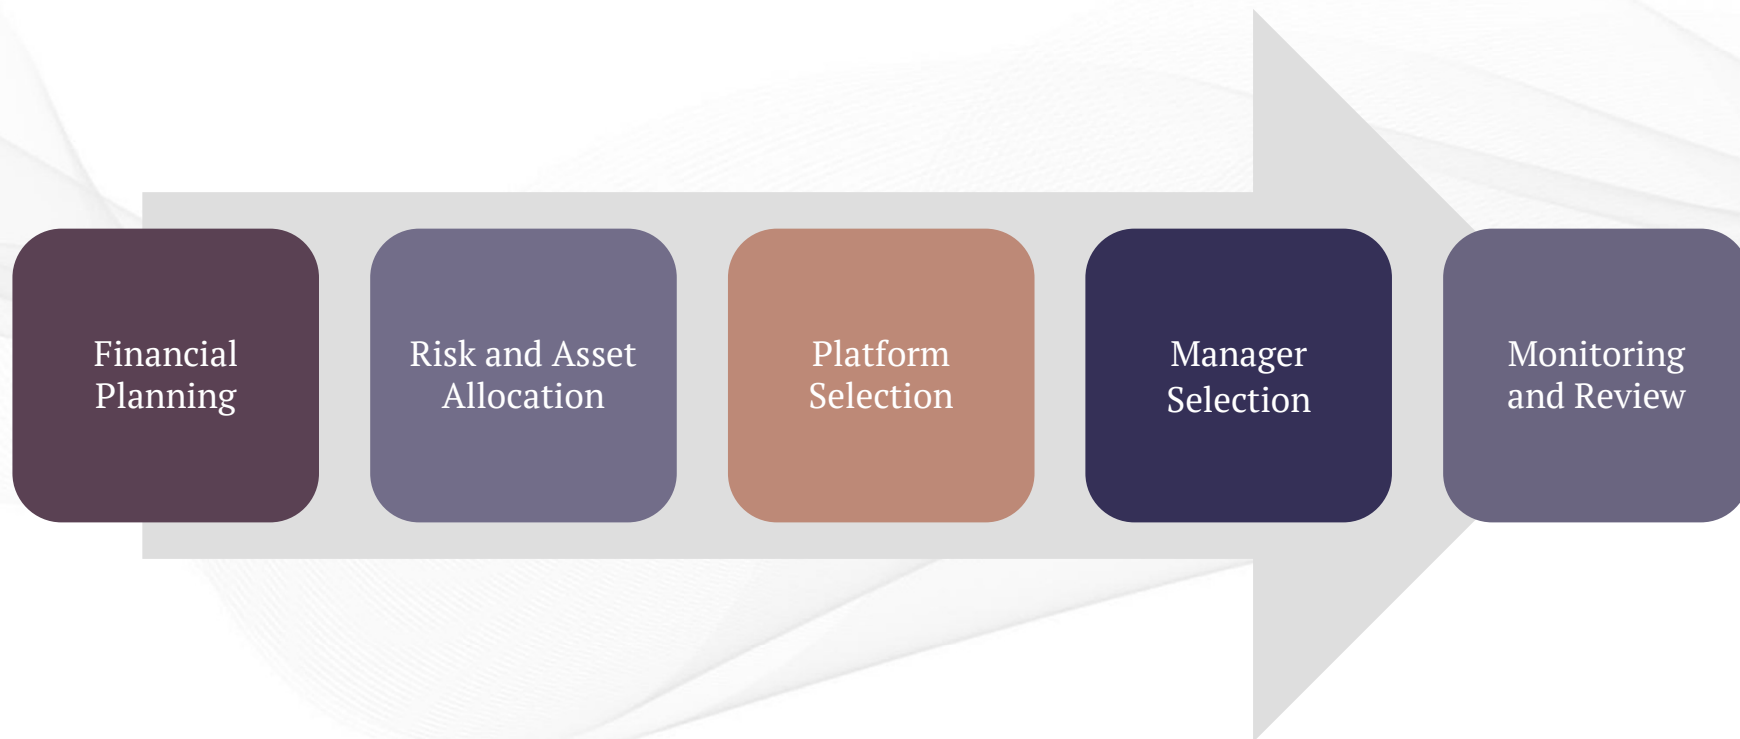 Financial
Planning
Risk and Asset
Allocation
Platform
Selection
Manager
Selection
Monitoring
and Review